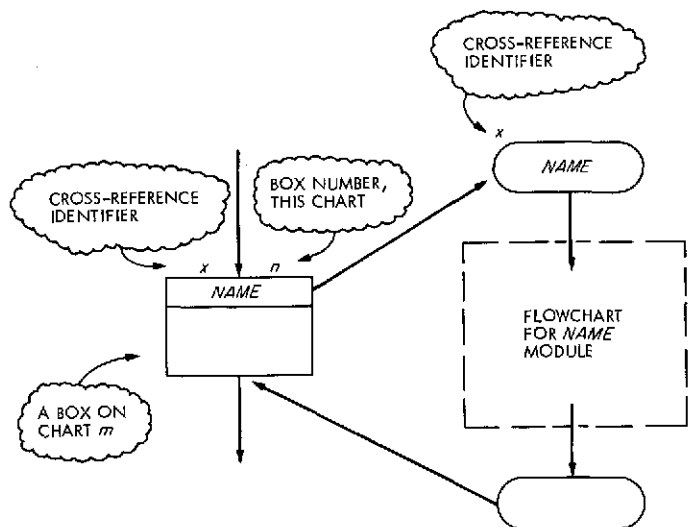 CROSS-REFERENCE
IDENTIFIER
x
NAME
CROSS-REFERENCE
IDENTIFIER
BOX NUMBER,
THIS CHART
x
n
NAME
FLOWCHART
FOR NAME
MODULE
A BOX ON
CHART m